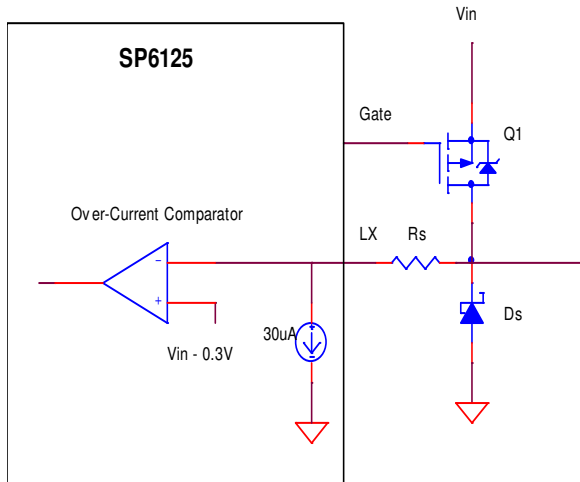 Vin
SP6125
Gate
Q1
Over-Current Comparator
LX
Rs
−
+
30uA
Ds
Vin - 0.3V